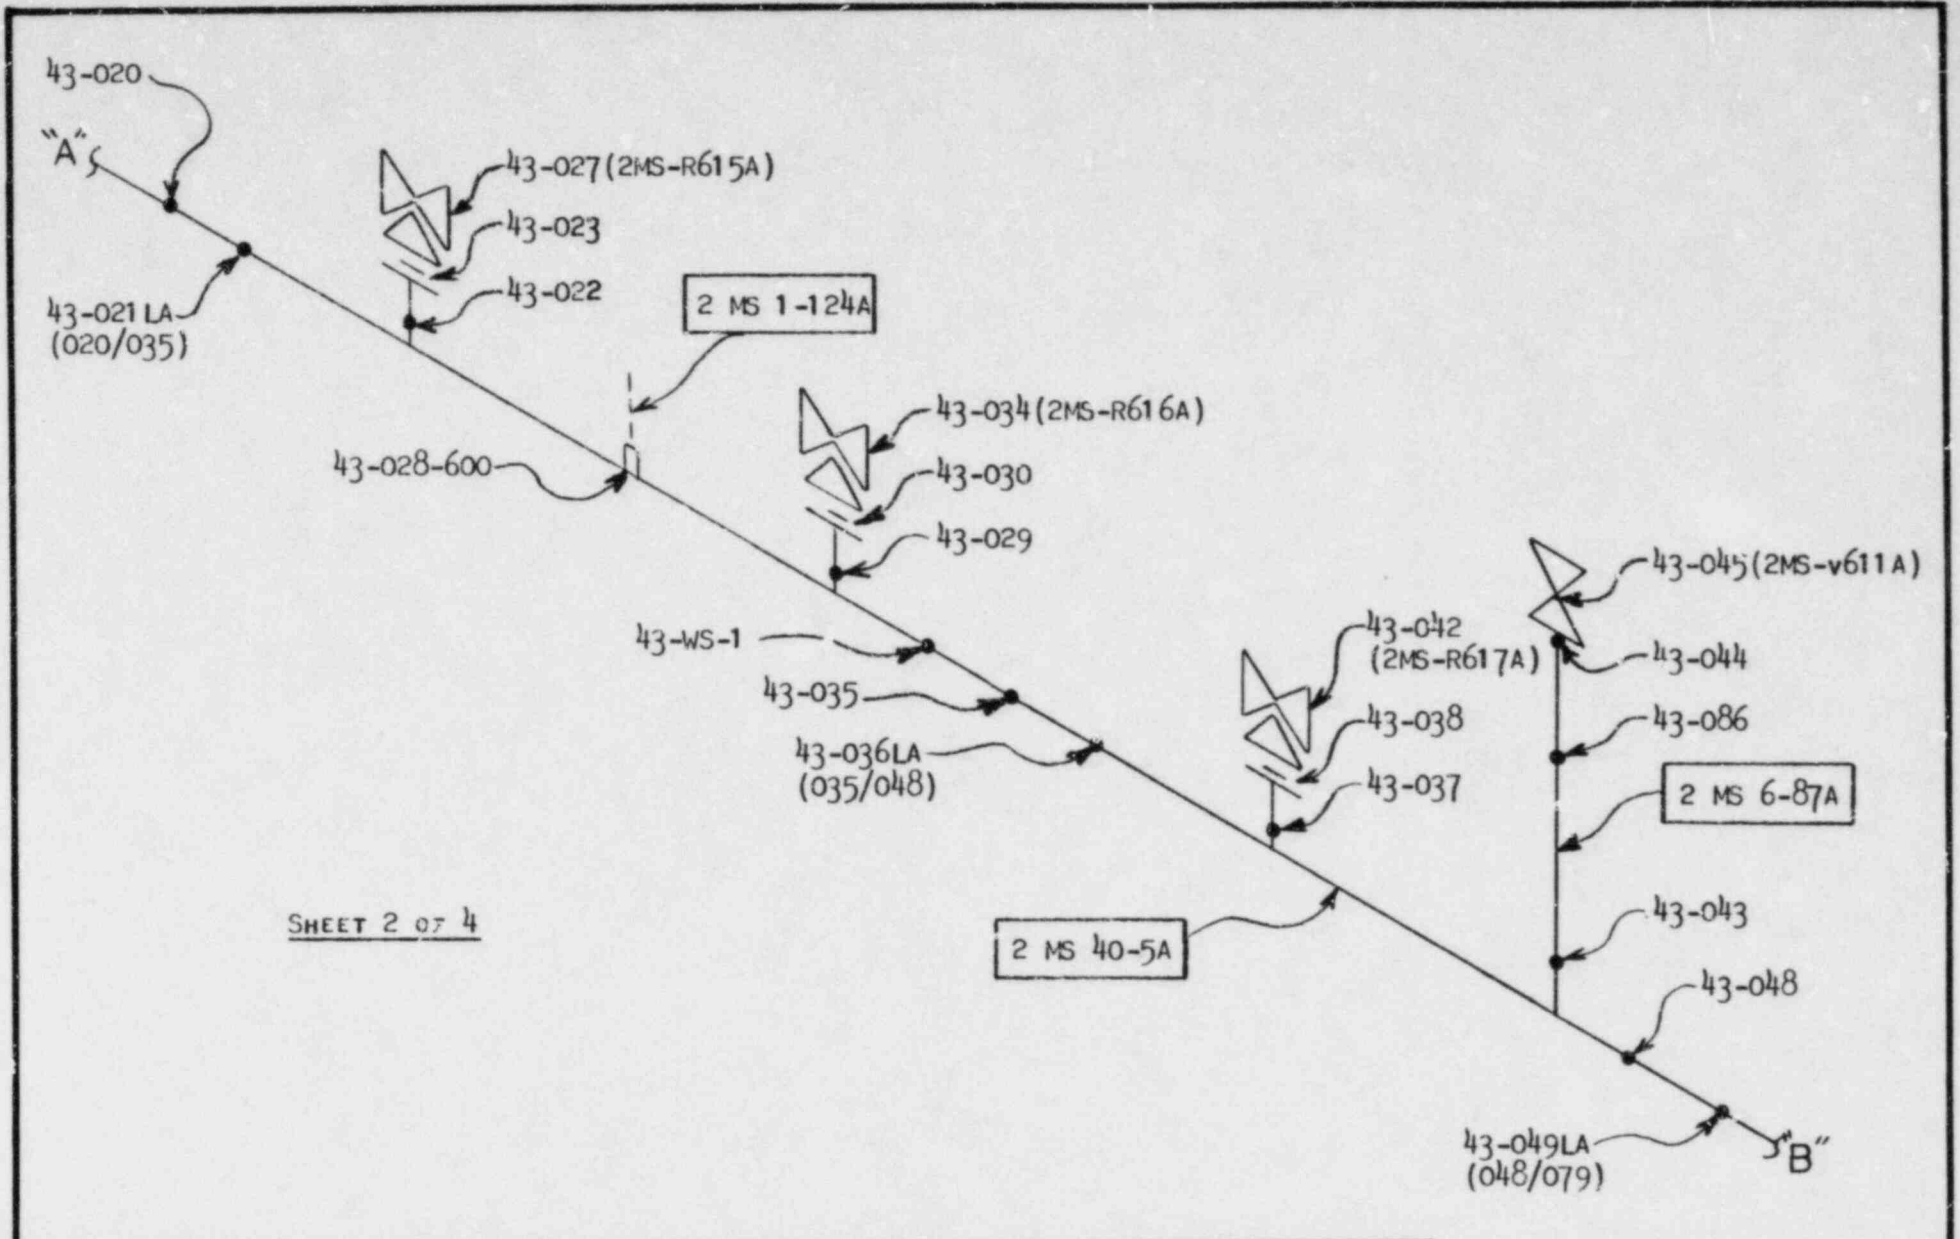 43-020
"A"
43-027(2MS-R615A)
43-023
43-022
2 MS 1-124A
43-021LA
(020/035)
43-034(2MS-R616A)
43-028-600
43-030
43-029
43-045(2MS-v611A)
43-WS-1
43-042
(2MS-R617A)
43-044
43-035
43-038
43-086
43-036LA
(035/048)
43-037
2 MS 6-87A
SHEET 2 OF 4
43-043
2 MS 40-5A
43-048
43-049LA
(048/079)
"B"